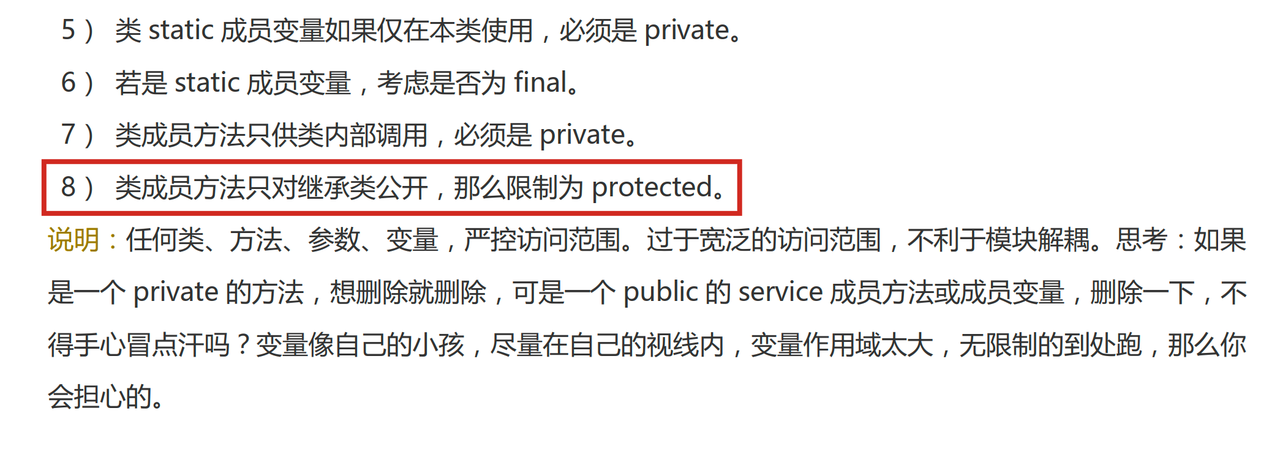 5） 类 static 成员变量如果仅在本类使用，必须是 private。
6） 若是 static 成员变量，考虑是否为 final。
7） 类成员方法只供类内部调用，必须是 private。
8） 类成员方法只对继承类公开，那么限制为 protected。
说明：任何类、方法、参数、变量，严控访问范围。过于宽泛的访问范围，不利于模块解耦。思考：如果
是一个 private 的方法，想删除就删除，可是一个 public 的 service 成员方法或成员变量，删除一下，不
得手心冒点汗吗？变量像自己的小孩，尽量在自己的视线内，变量作用域太大，无限制的到处跑，那么你
会担心的。